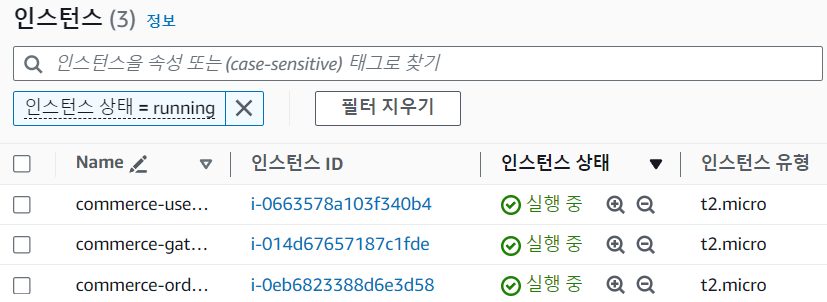 인스턴스 (3) 정보
인스턴스을 속성 또는 (case-sensitive) 태그로 찾기
인스턴스 상태 = running 필터 지우기
Name 인스턴스 ID 인스턴스 상태 인스턴스 유형
commerce-use... i-0663578a103f340b4 실행 중 t2.micro
commerce-gat... i-014d67657187c1fde 실행 중 t2.micro
commerce-ord... i-0eb6823388d6e3d58 실행 중 t2.micro